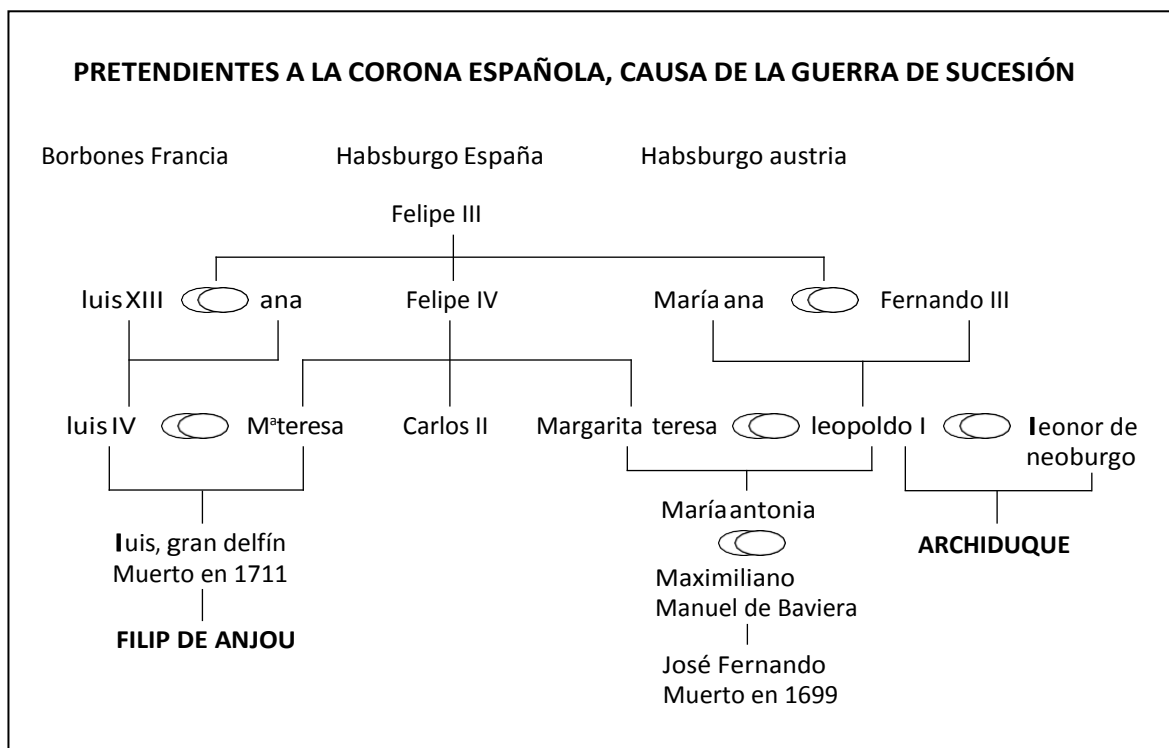 PRETENDIENTES A LA CORONA ESPAÑOLA, CAUSA DE LA GUERRA DE SUCESIÓN
Borbones Francia Habsburgo España Habsburgo austria
Felipe III
luis XIII ana Felipe IV María ana Fernando III
luis IV Mª teresa Carlos II Margarita teresa leopoldo I leonor de
neoburgo
María antonia
luis, gran delfín
Muerto en 1711
ARCHIDUQUE
Maximiliano
Manuel de Baviera
FILIP DE ANJOU
José Fernando
Muerto en 1699